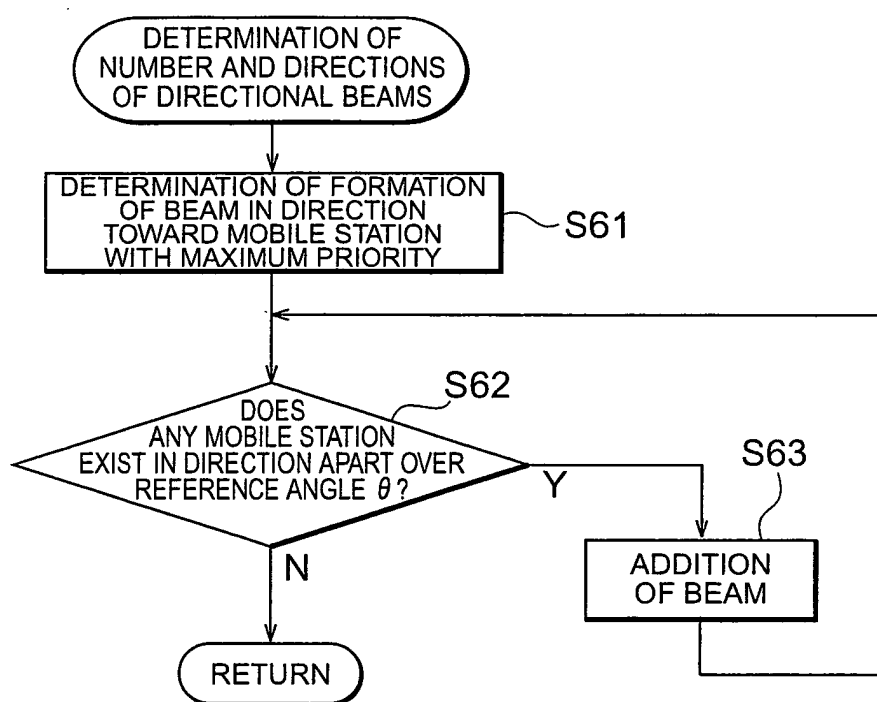 DETERMINATION OF
NUMBER AND DIRECTIONS
OF DIRECTIONAL BEAMS
DETERMINATION OF FORMATION
OF BEAM IN DIRECTION
TOWARD MOBILE STATION
WITH MAXIMUM PRIORITY
S61
S62
DOES
ANY MOBILE STATION
EXIST IN DIRECTION APART OVER
REFERENCE ANGLE θ ?
Y
N
S63
ADDITION
OF BEAM
RETURN